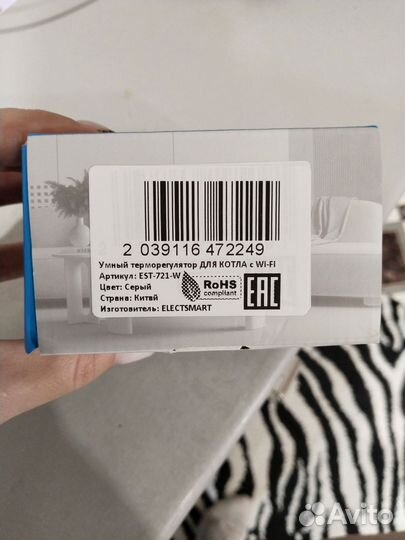 2 039116 472249
Умный терморегулятор ДЛЯ КОТЛА с Wi-Fi
Артикул: EST-721-W
Цвет: Серый
Страна: Китай
Изготовитель: ELECTSMART
RoHS
compliant
EAC
Avito